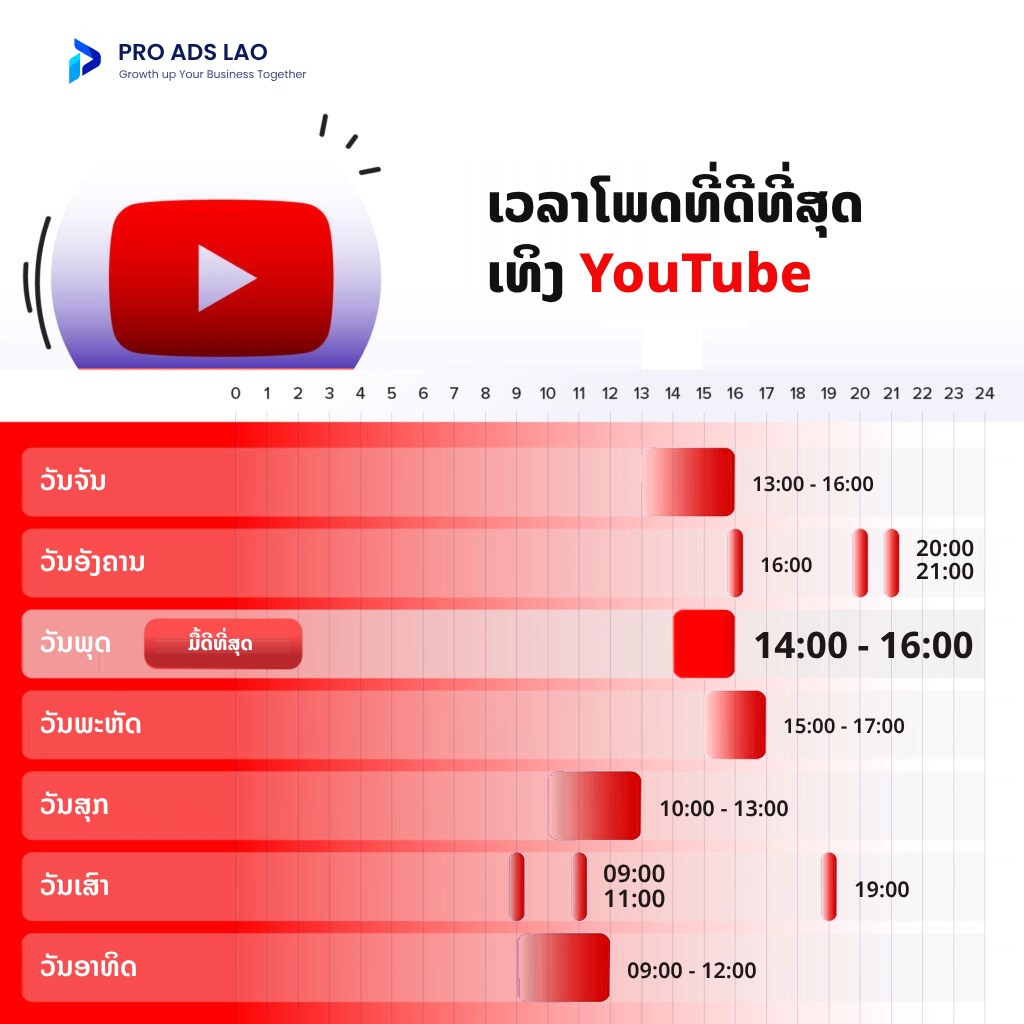 PRO ADS LAO
Growth up Your Business Together
ເວລາໂພດທີ່ດີທີ່ສຸດ
ເທິງ YouTube
0 1 2 3 4 5 6 7 8 9 10 11 12 13 14 15 16 17 18 19 20 21 22 23 24
ວັນຈັນ 13:00 - 16:00
ວັນອັງຄານ 16:00 20:00
21:00
ວັນພຸດ ມື້ດີທີ່ສຸດ 14:00 - 16:00
ວັນພະຫັດ 15:00 - 17:00
ວັນສຸກ 10:00 - 13:00
ວັນເສົາ 09:00
11:00 19:00
ວັນອາທິດ 09:00 - 12:00